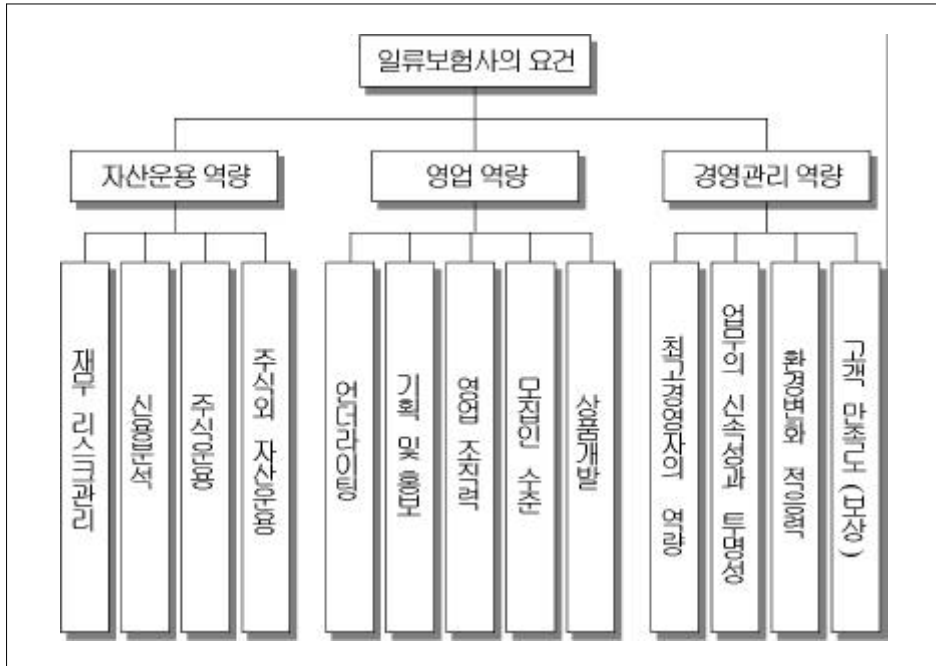 일류보험사의 요건
자산운용 역량
영업 역량
경영관리 역량
재무 리스크관리
신용분석
주식운용
주식외 자산운용
언더라이팅
기획 및 홍보
영업 조직력
모집인 수준
상품개발
최고경영자의 역량
업무의 신속성과 투명성
환경변화 적응력
고객 만족도(보상)